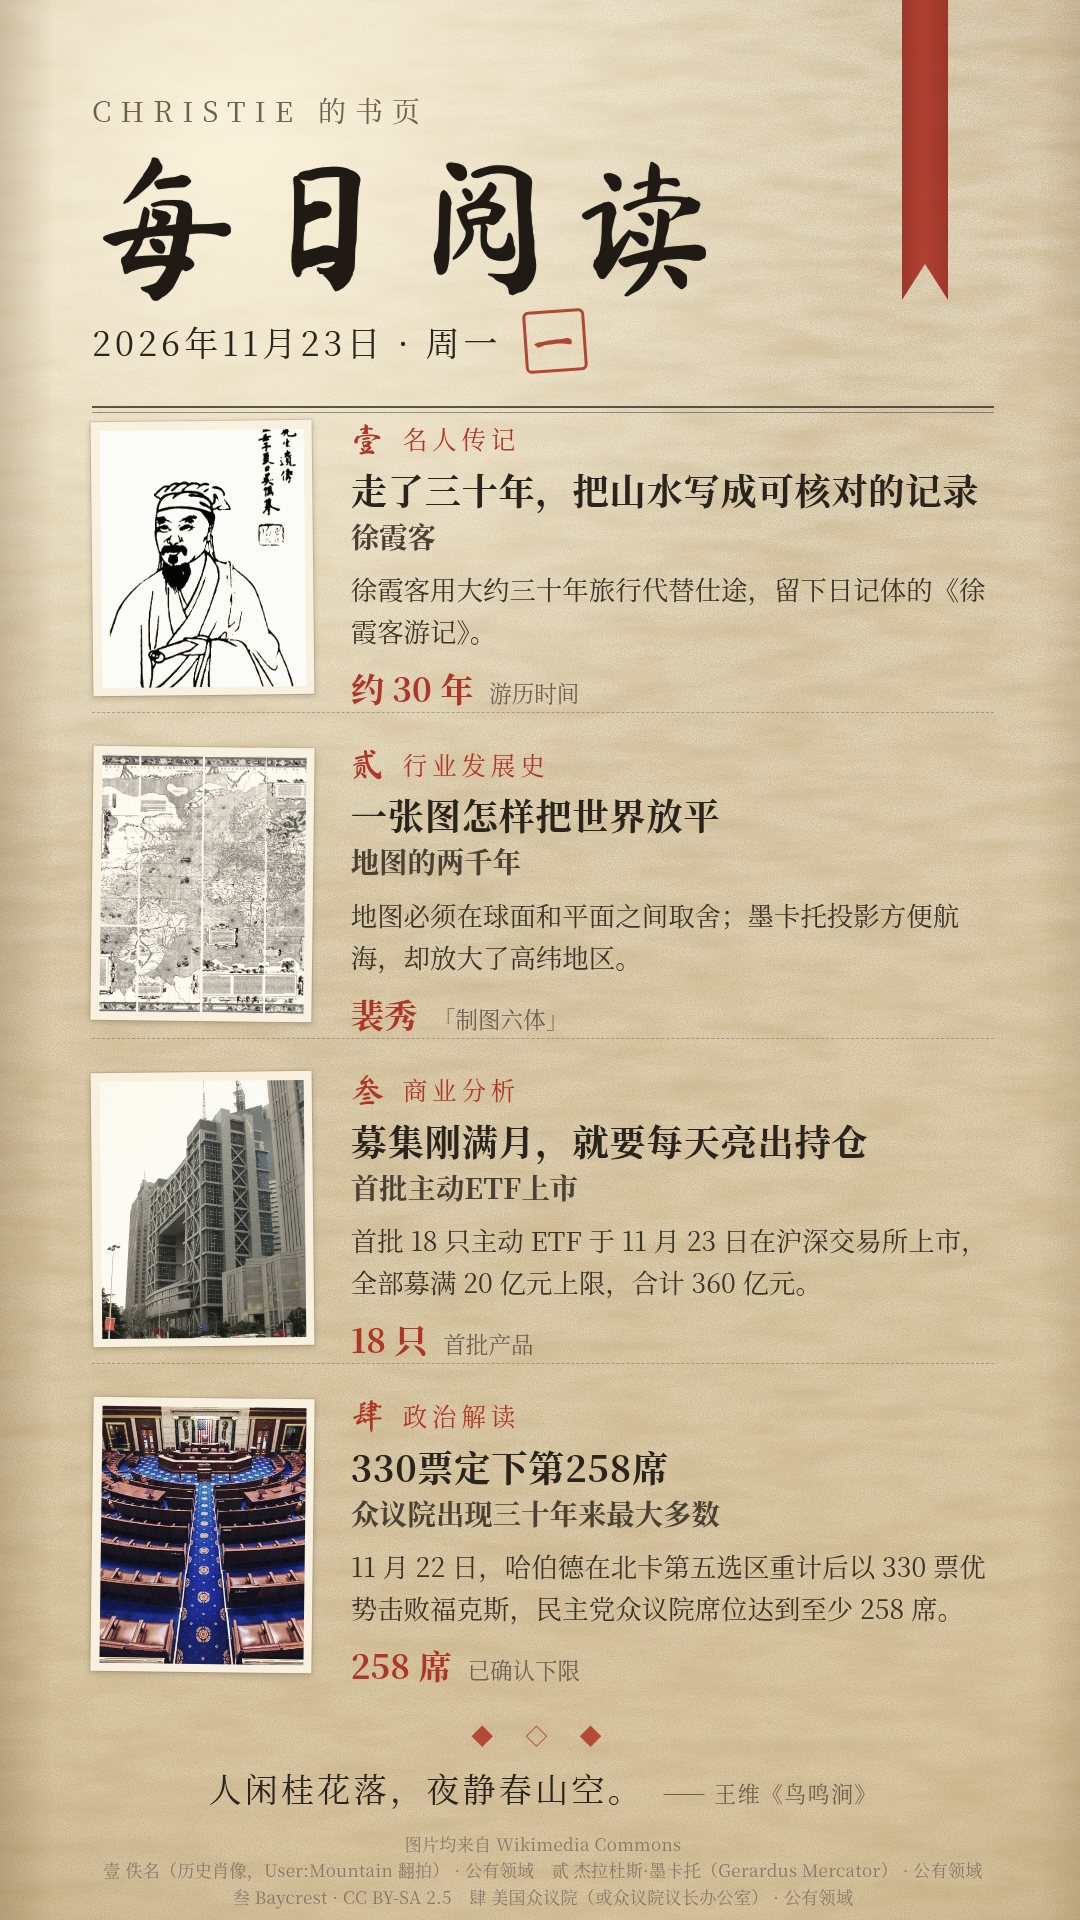 CHRISTIE 的书页
每日阅读
2026年11月23日 · 周一 一
壹 名人传记
走了三十年，把山水写成可核对的记录
徐霞客
徐霞客用大约三十年旅行代替仕途，留下日记体的《徐
霞客游记》。
约 30 年 游历时间
贰 行业发展史
一张图怎样把世界放平
地图的两千年
地图必须在球面和平面之间取舍；墨卡托投影方便航
海，却放大了高纬地区。
裴秀 「制图六体」
叁 商业分析
募集刚满月，就要每天亮出持仓
首批主动ETF上市
首批 18 只主动 ETF 于 11 月 23 日在沪深交易所上市，
全部募满 20 亿元上限，合计 360 亿元。
18 只 首批产品
肆 政治解读
330票定下第258席
众议院出现三十年来最大多数
11 月 22 日，哈伯德在北卡第五选区重计后以 330 票优
势击败福克斯，民主党众议院席位达到至少 258 席。
258 席 已确认下限
人闲桂花落，夜静春山空。 —— 王维《鸟鸣涧》
图片均来自 Wikimedia Commons
壹 佚名（历史肖像，User:Mountain 翻拍） · 公有领域 贰 杰拉杜斯·墨卡托（Gerardus Mercator） · 公有领域
叁 Baycrest · CC BY-SA 2.5 肆 美国众议院（或众议院议长办公室） · 公有领域